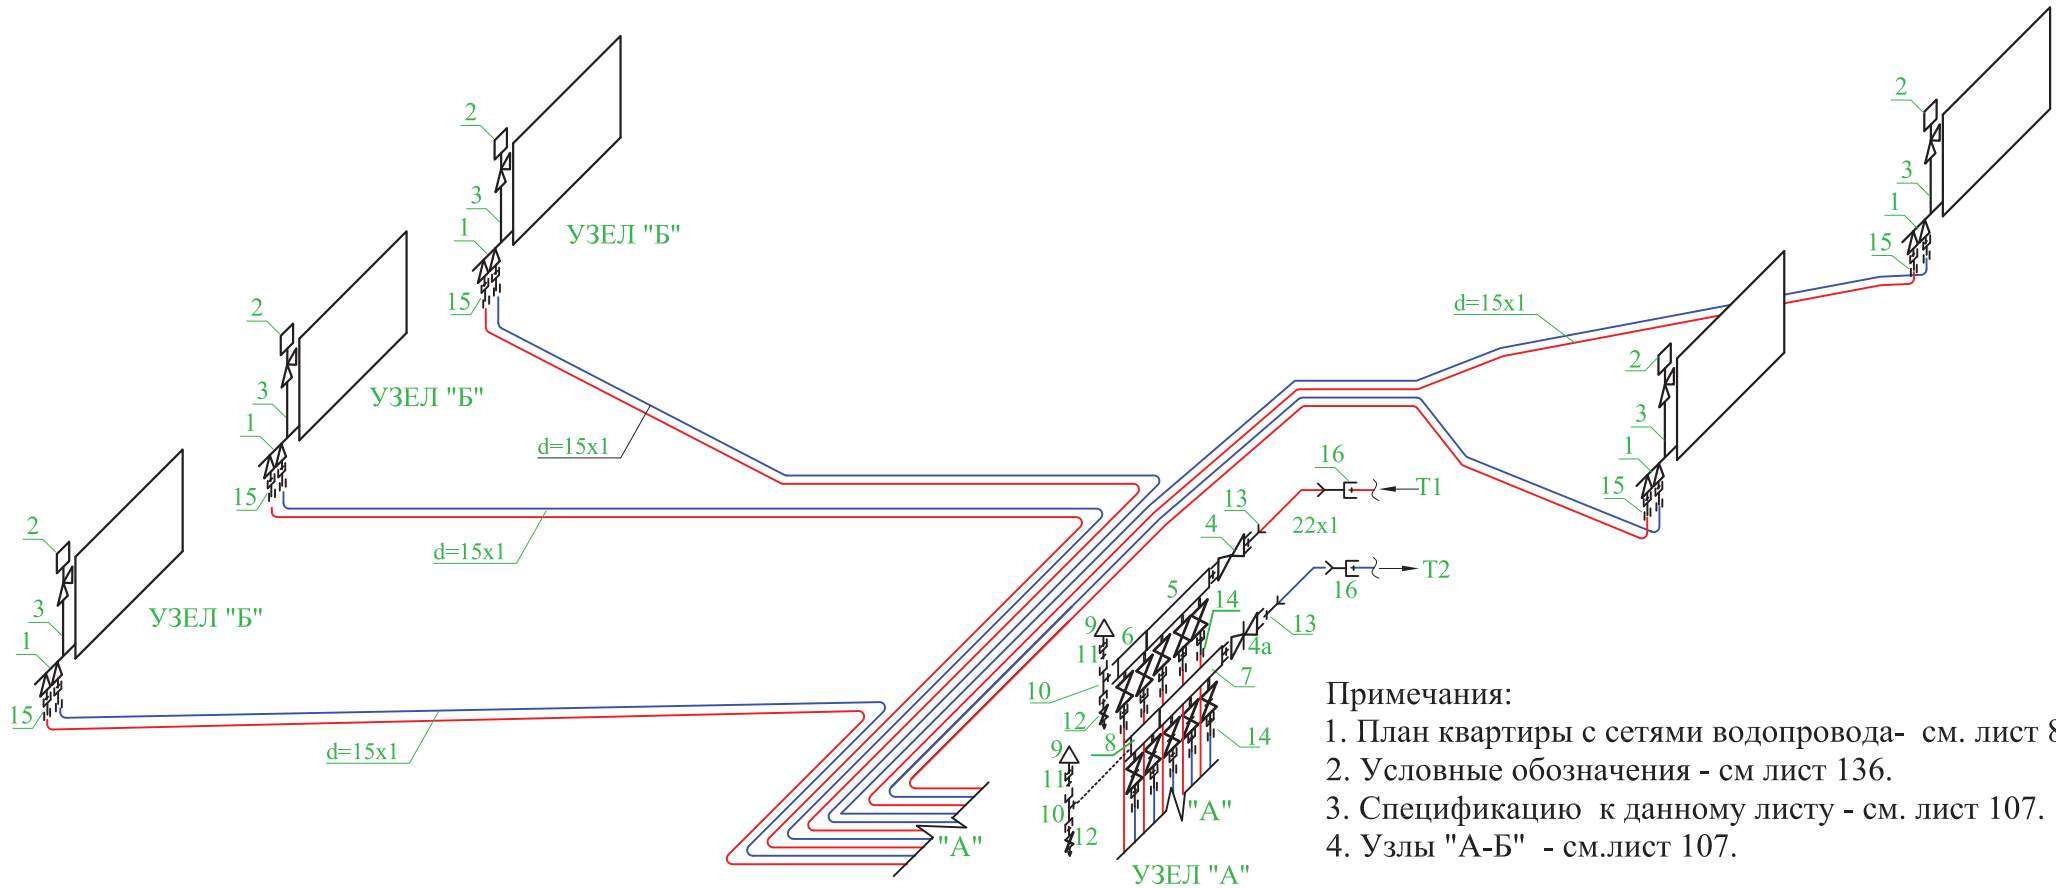 2
3
1
15
УЗЕЛ "Б"
2
3
1
15
УЗЕЛ "Б"
2
3
1
15
УЗЕЛ "Б"
d=15x1
d=15x1
d=15x1
2
3
1
15
d=15x1
2
3
1
15
16
T1
13
4
22x1
T2
16
5
14
13
4a
9
6
11
10
7
12
8
14
9
11
10
12
"А"
"А"
УЗЕЛ "А"
Примечания:
1. План квартиры с сетями водопровода- см. лист 8
2. Условные обозначения - см лист 136.
3. Спецификацию к данному листу - см. лист 107.
4. Узлы "А-Б" - см.лист 107.